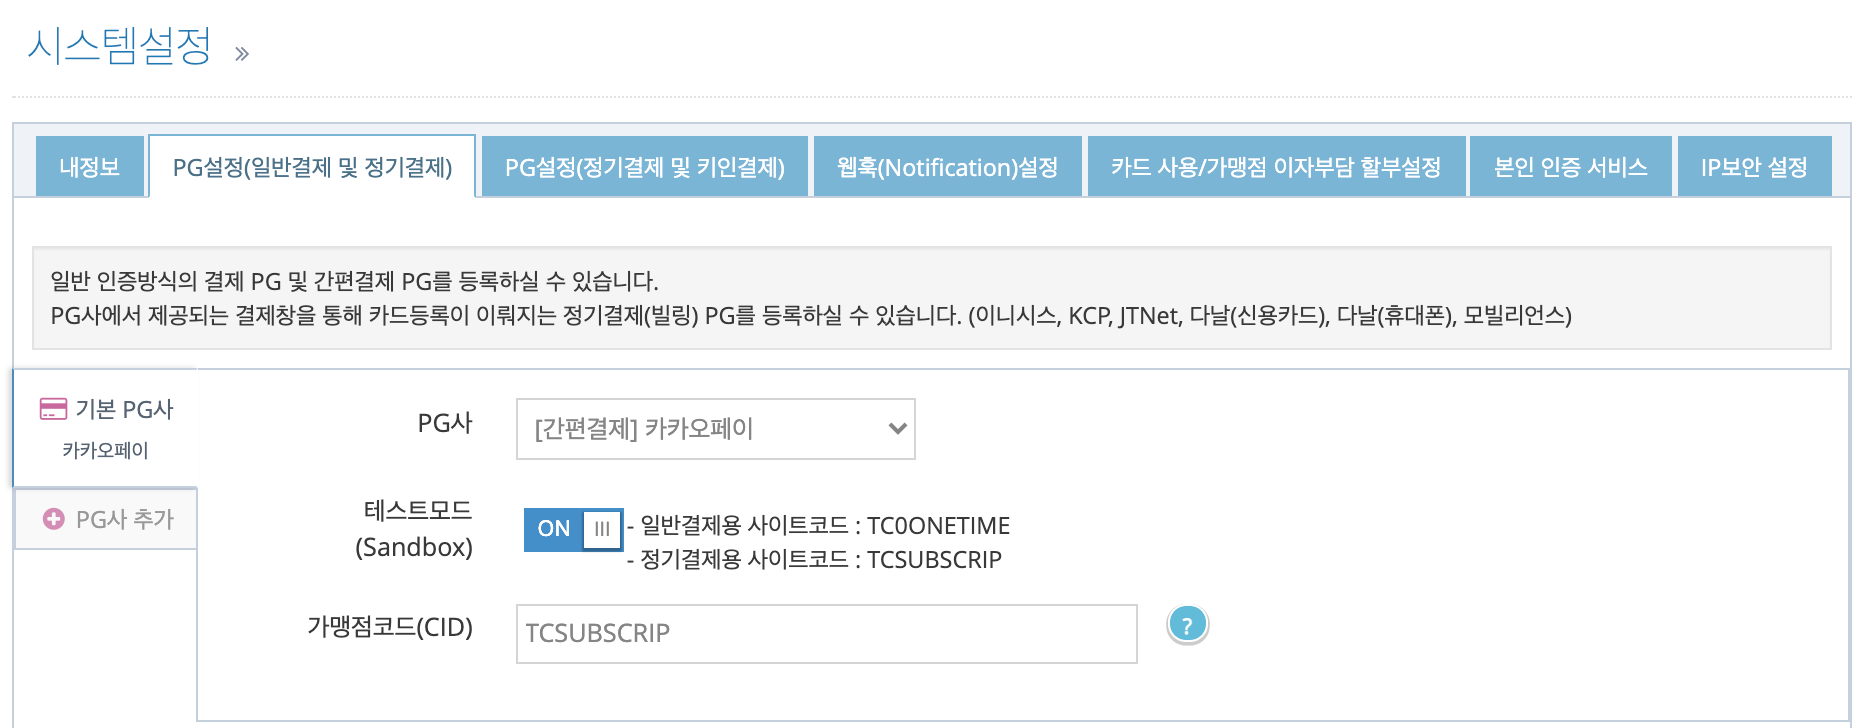 시스템설정 »
내정보
PG설정(일반결제 및 정기결제)
PG설정(정기결제 및 키인결제)
웹훅(Notification)설정
카드 사용/가맹점 이자부담 할부설정
본인 인증 서비스
IP보안 설정
일반 인증방식의 결제 PG 및 간편결제 PG를 등록하실 수 있습니다.
PG사에서 제공되는 결제창을 통해 카드등록이 이뤄지는 정기결제(빌링) PG를 등록하실 수 있습니다. (이니시스, KCP, JTNet, 다날(신용카드), 다날(휴대폰), 모빌리언스)
기본 PG사
카카오페이
PG사 추가
PG사
[간편결제] 카카오페이
테스트모드
(Sandbox)
ON
- 일반결제용 사이트코드 : TC0ONETIME
- 정기결제용 사이트코드 : TCSUBSCRIP
가맹점코드(CID)
TCSUBSCRIP
?